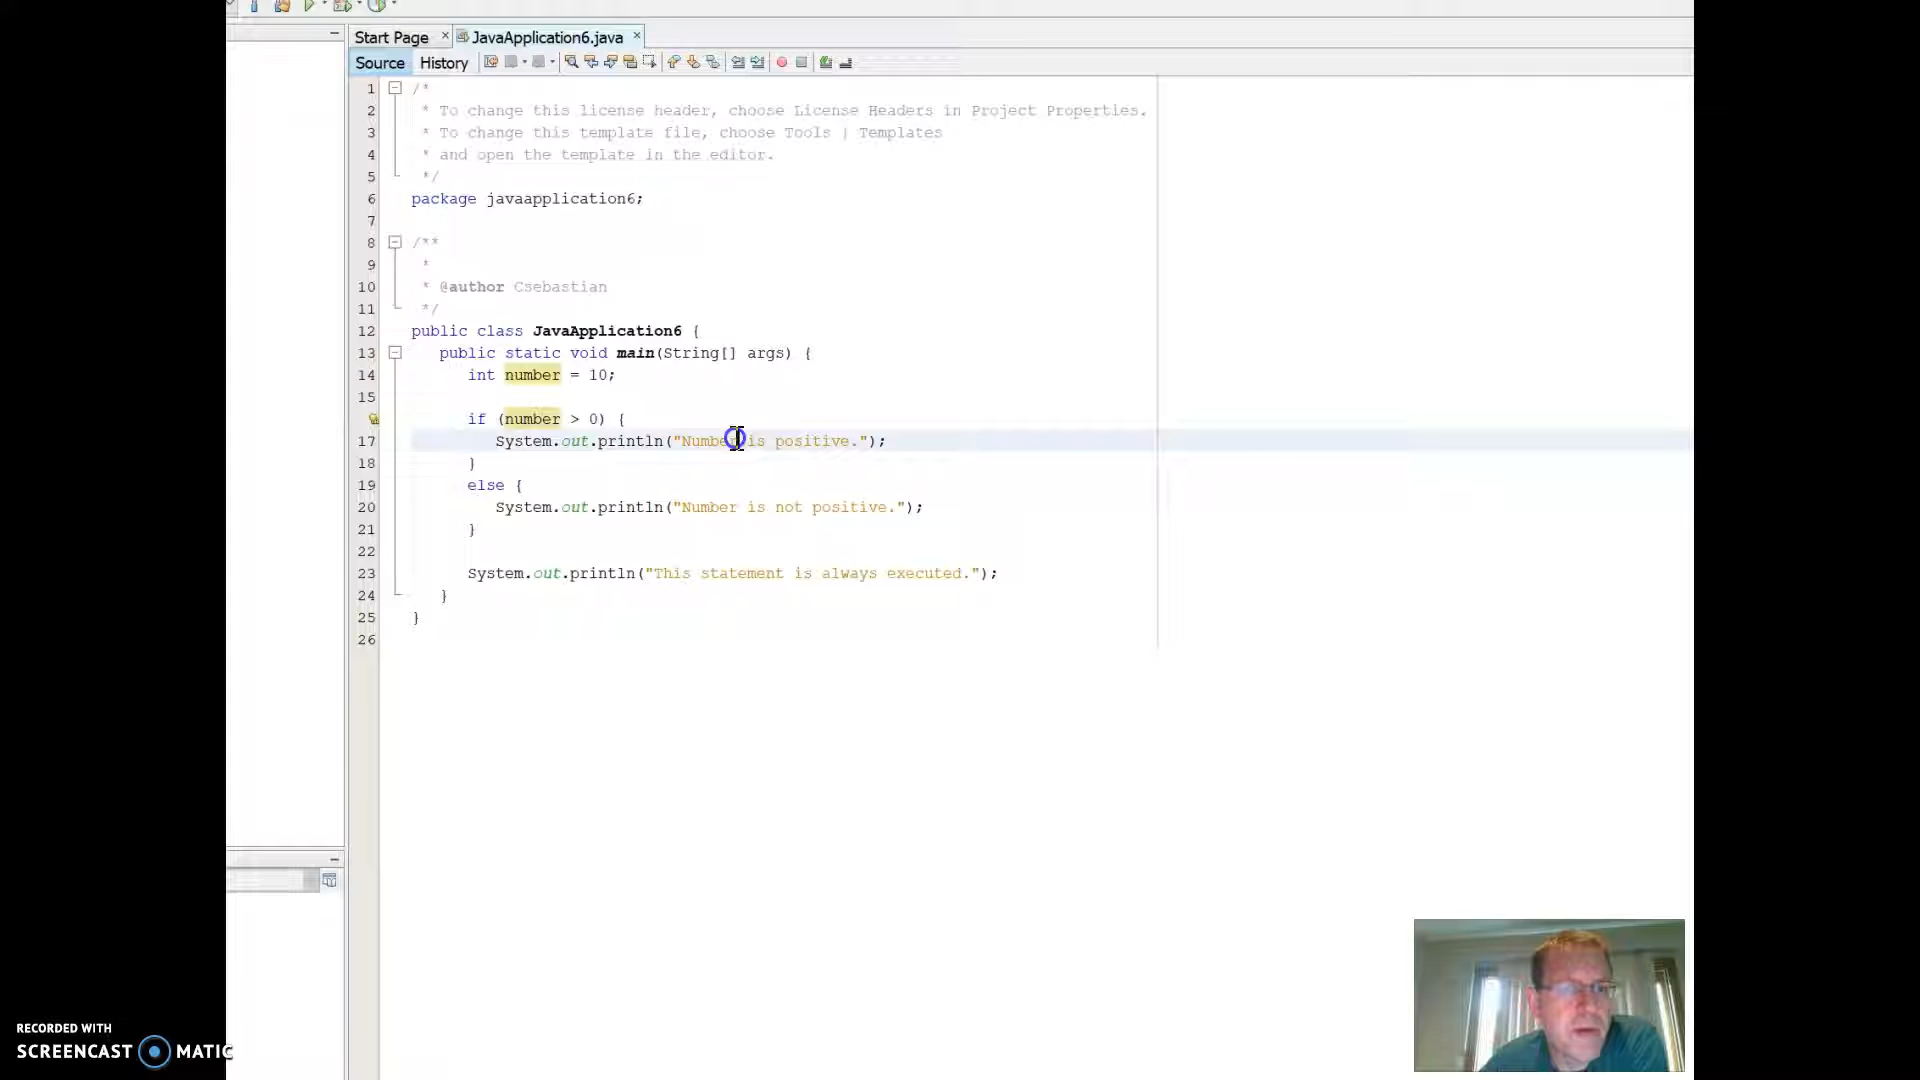 Start Page
JavaApplication6.java
Source
History
1 /*
2 * To change this license header, choose License Headers in Project Properties.
3 * To change this template file, choose Tools | Templates
4 * and open the template in the editor.
5 */
6 package javaapplication6;
7
8 /**
9 *
10 * @author Csebastian
11 */
12 public class JavaApplication6 {
13 public static void main(String[] args) {
14 int number = 10;
15
if (number > 0) {
17 System.out.println("Number is positive.");
18 }
19 else {
20 System.out.println("Number is not positive.");
21 }
22
23 System.out.println("This statement is always executed.");
24 }
25 }
26
RECORDED WITH
SCREENCAST MATIC